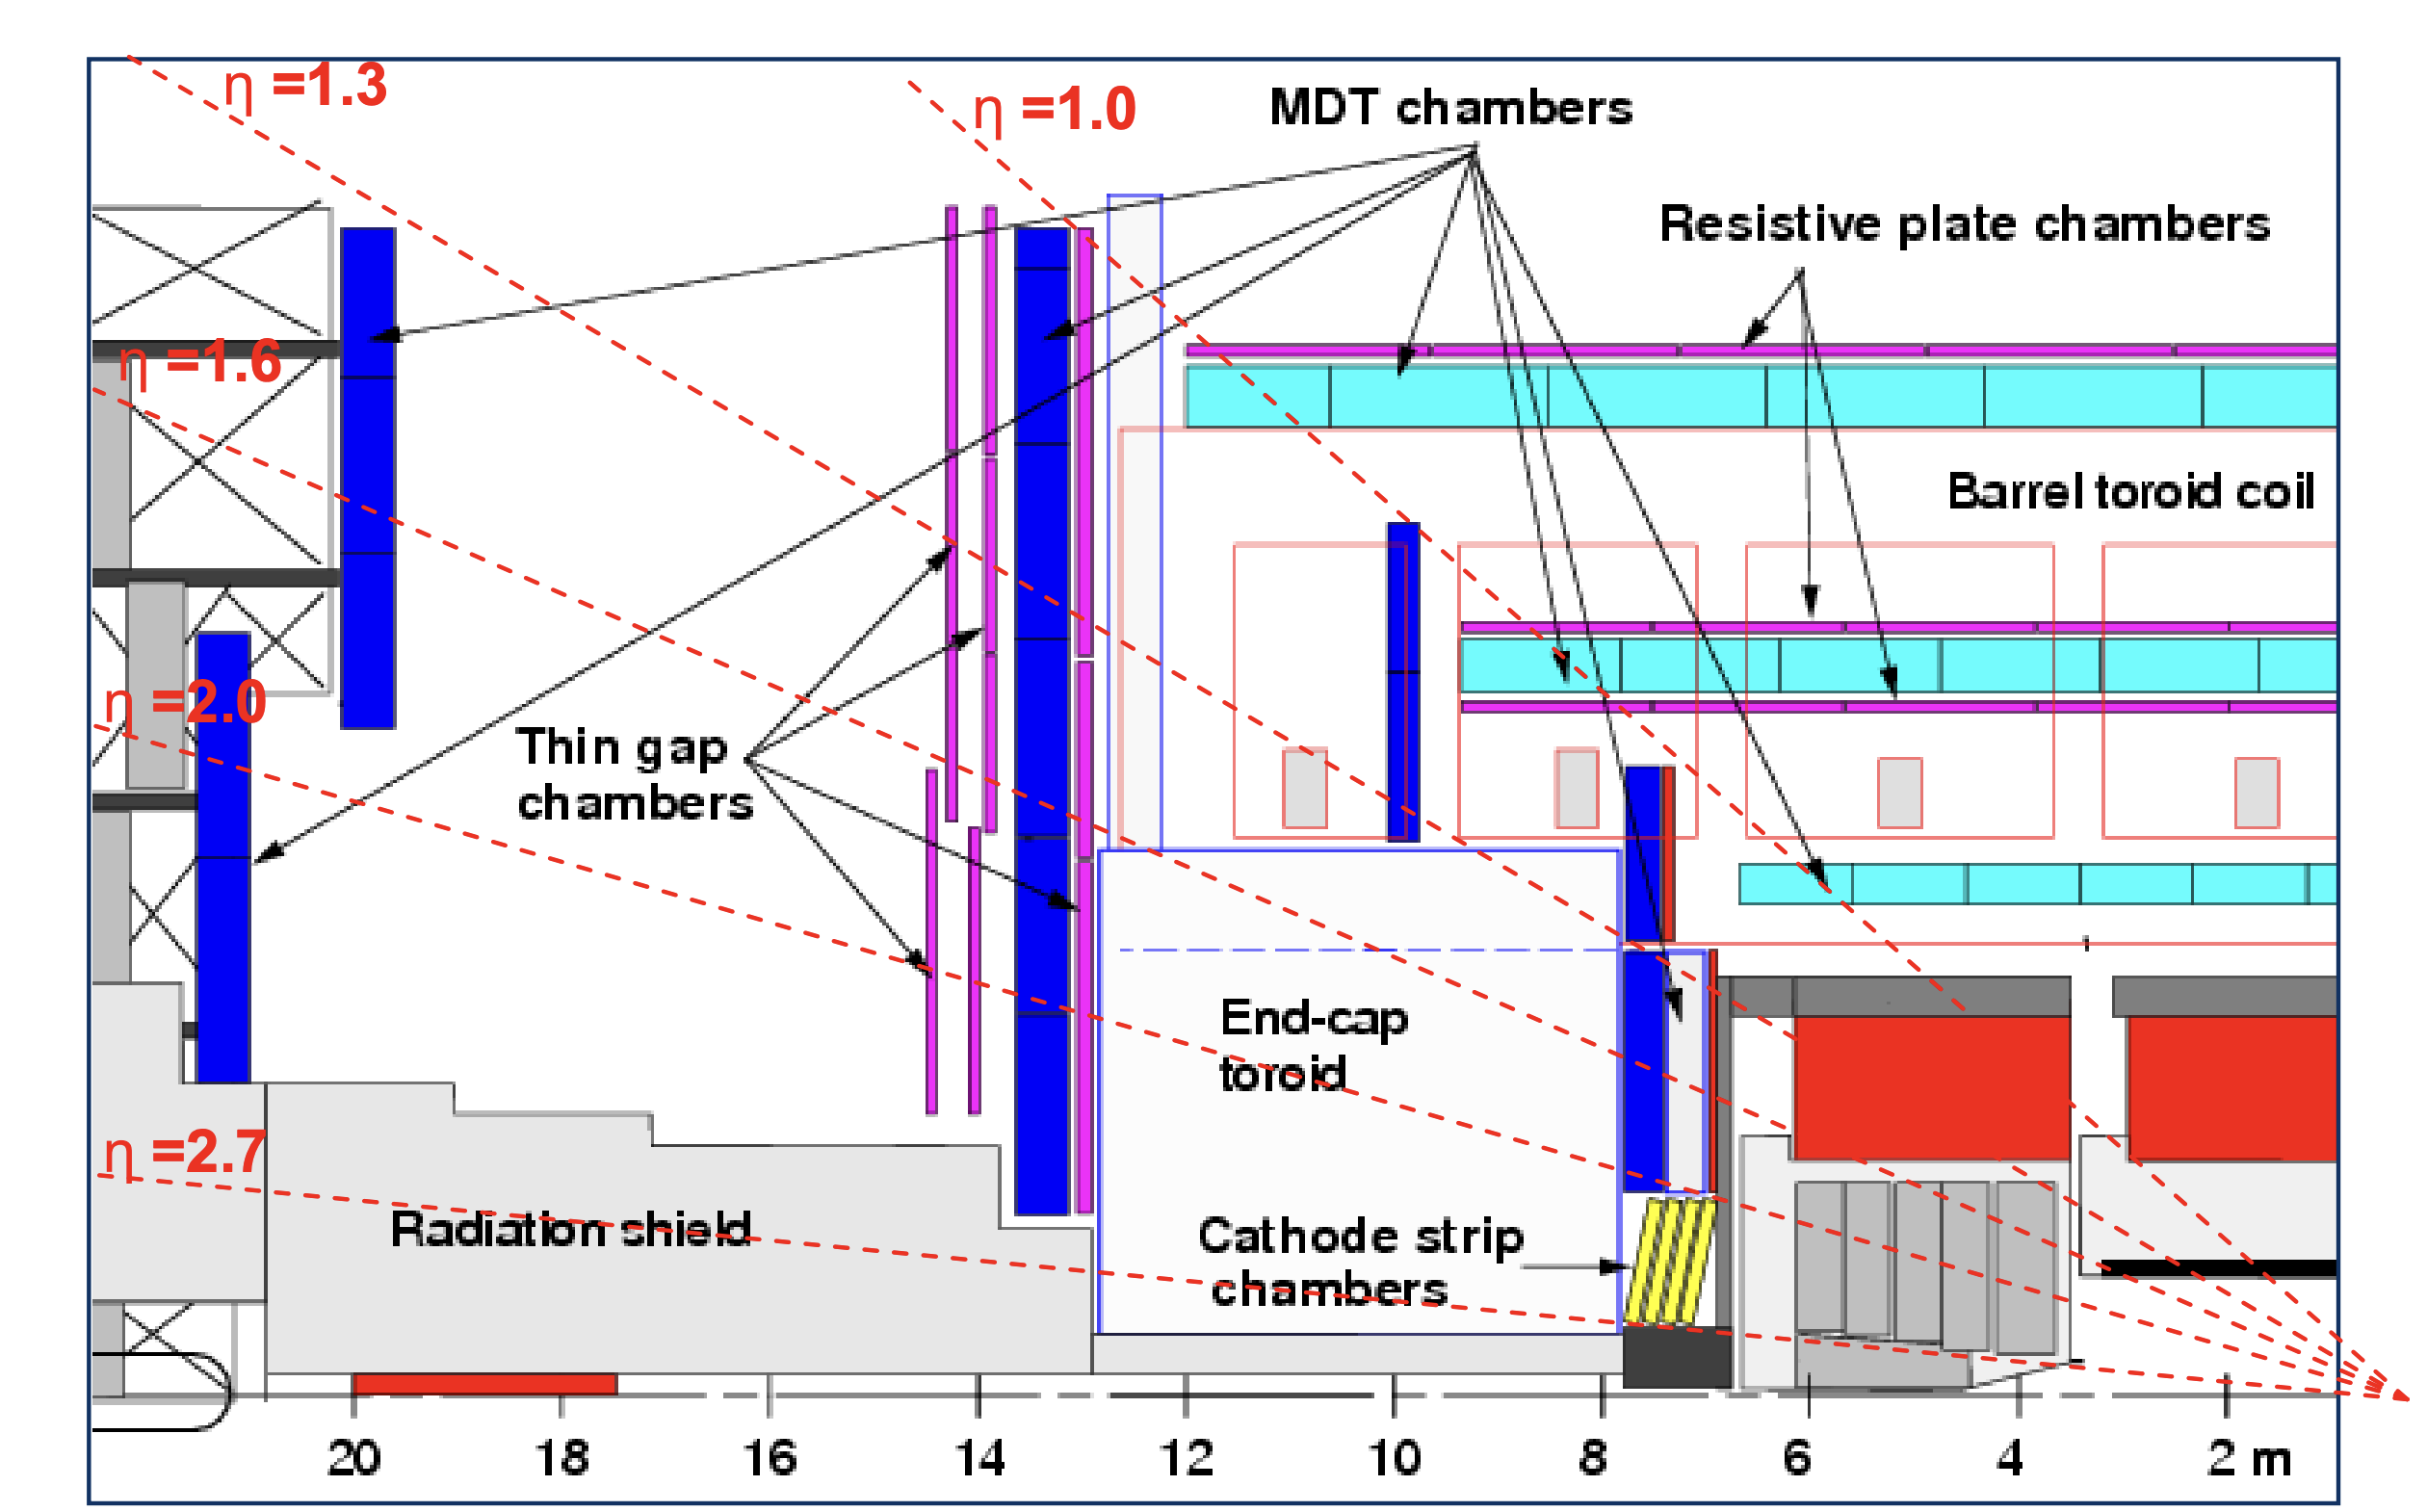 η =1.3
η =1.0
MDT chambers
Resistive plate chambers
η =1.6
Barrel toroid coil
η =2.0
Thin gap
chambers
End-cap
toroid
η =2.7
Radiation shield
Cathode strip
chambers
20 18 16 14 12 10 8 6 4 2 m